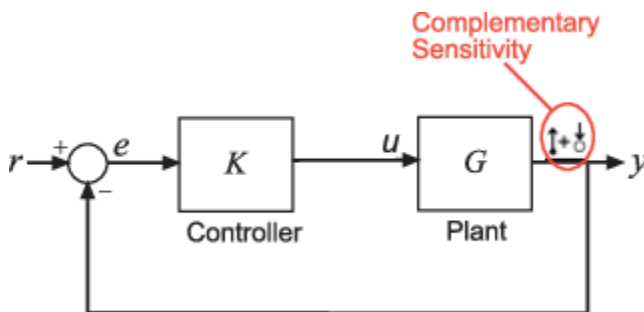 Complementary
Sensitivity
r + e K u G y
−
Controller Plant